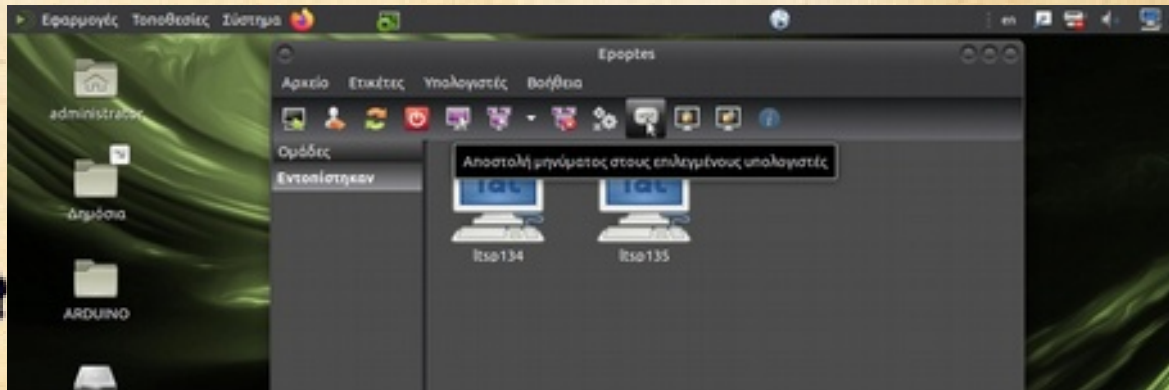 Εφαρμογές Τοποθεσίες Σύστημα en
Epoptes
administrator
Αρχείο Ετικέτες Υπολογιστές Βοήθεια
Ομάδες
Αποστολή μηνύματος στους επιλεγμένους υπολογιστές
Εντοπίστηκαν
Δημόσια
ltsp134 ltsp135
ARDUINO